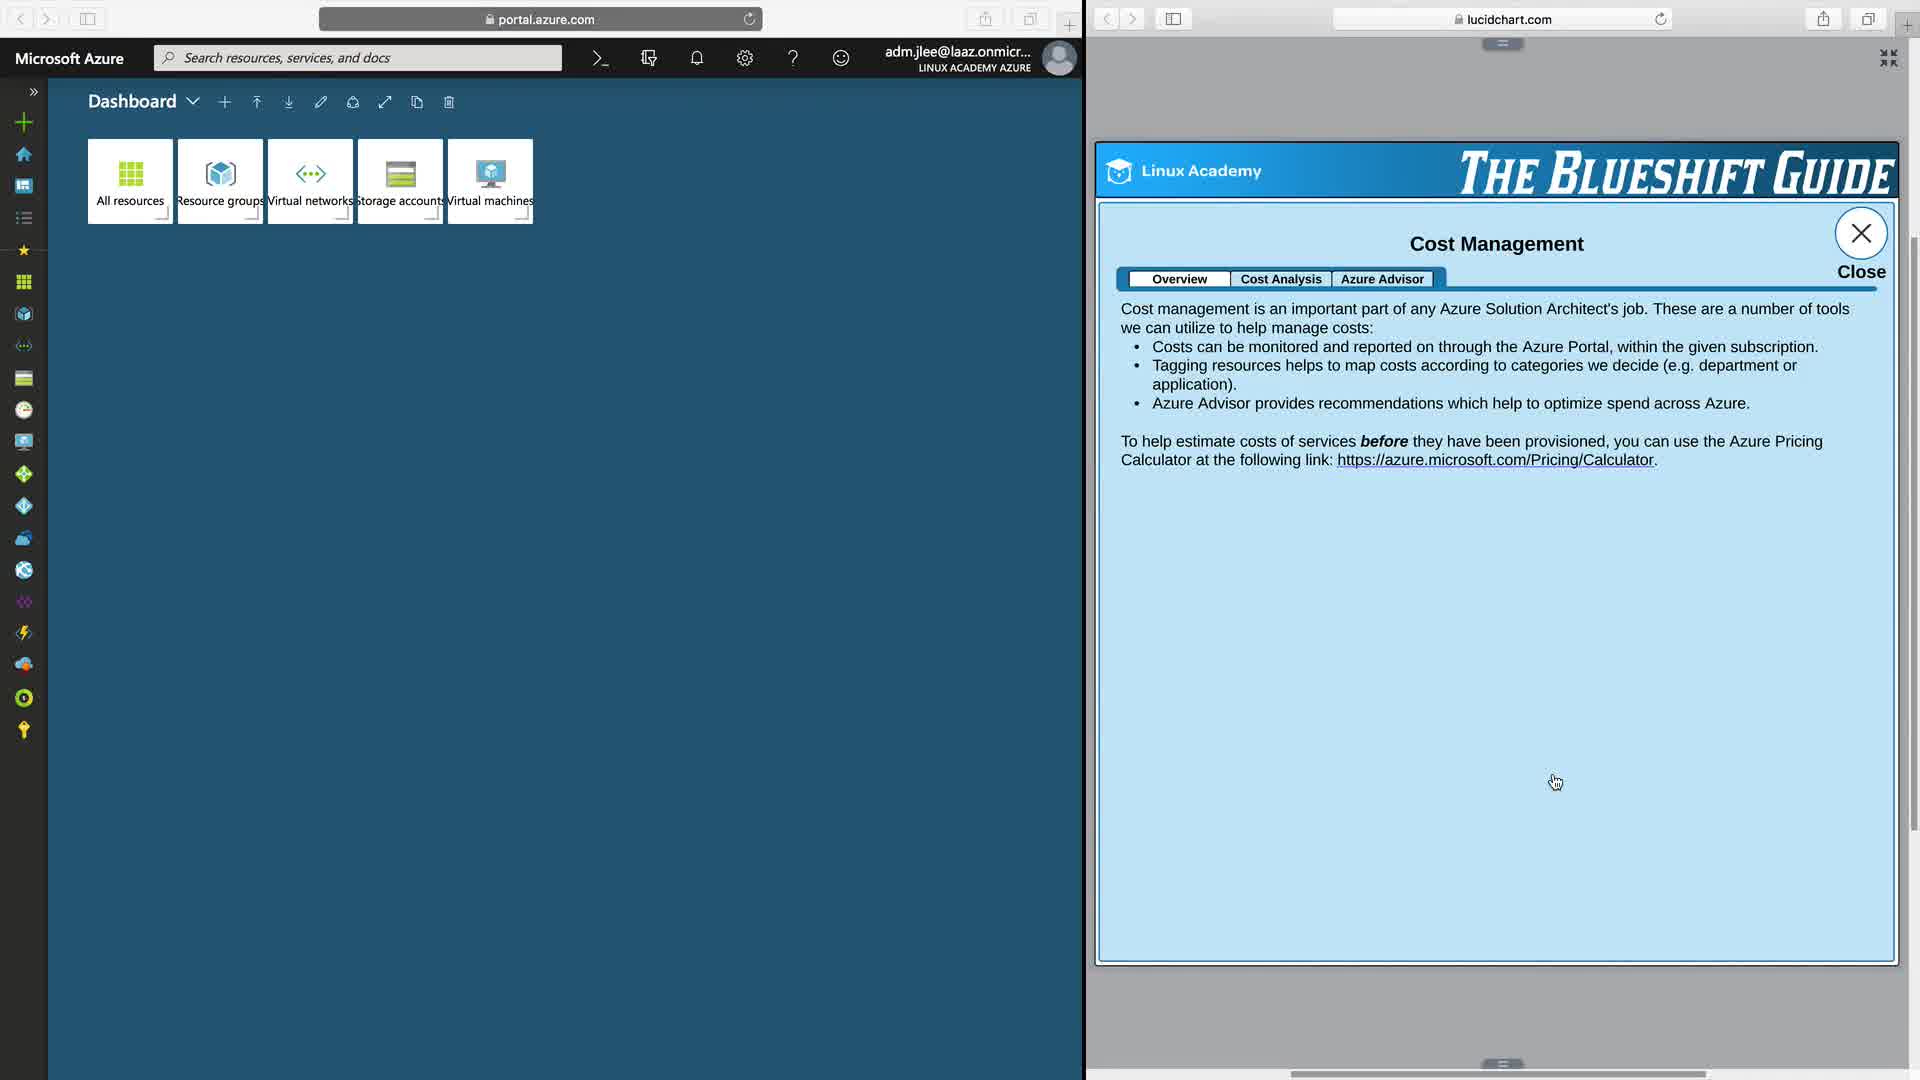 portal.azure.com
lucidchart.com
Microsoft Azure
Search resources, services, and docs
adm.jlee@laaz.onmicr...
LINUX ACADEMY AZURE
Dashboard
All resources
Resource groups
Virtual networks
Storage accounts
Virtual machines
Linux Academy
THE BLUESHIFT GUIDE
Cost Management
Close
Overview
Cost Analysis
Azure Advisor
Cost management is an important part of any Azure Solution Architect's job. These are a number of tools
we can utilize to help manage costs:
• Costs can be monitored and reported on through the Azure Portal, within the given subscription.
• Tagging resources helps to map costs according to categories we decide (e.g. department or
application).
• Azure Advisor provides recommendations which help to optimize spend across Azure.
To help estimate costs of services before they have been provisioned, you can use the Azure Pricing
Calculator at the following link: https://azure.microsoft.com/Pricing/Calculator.